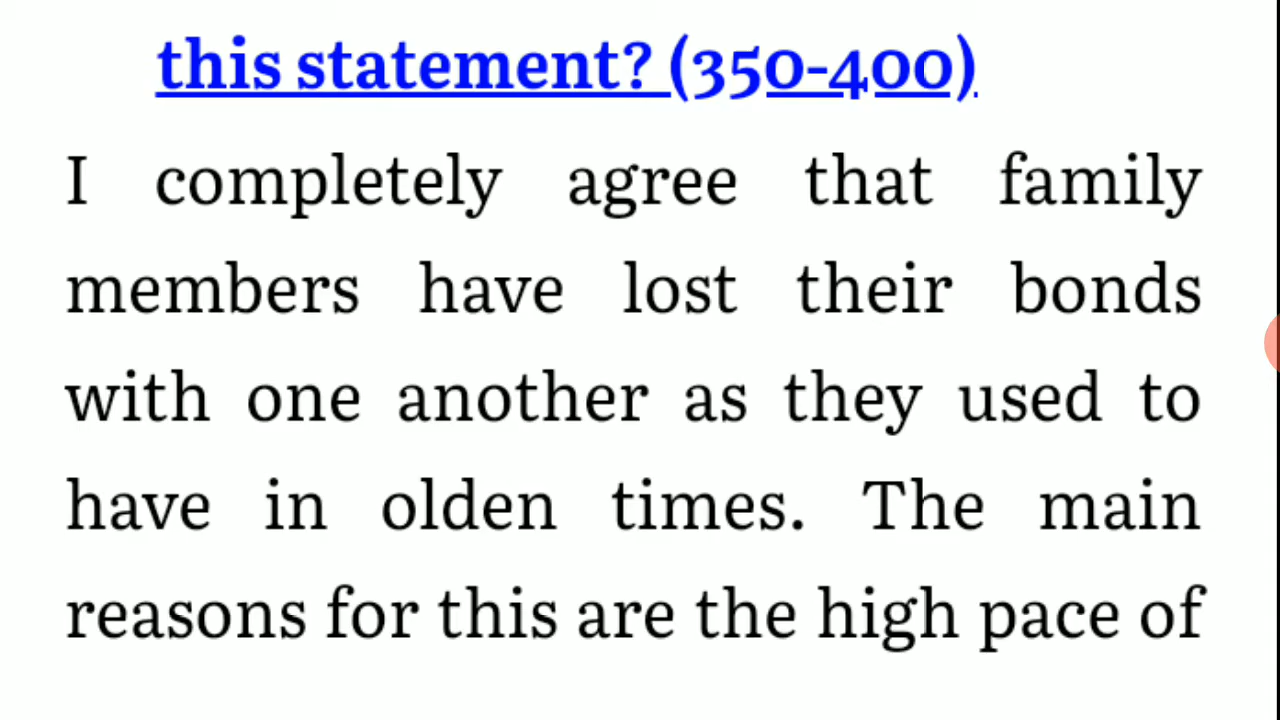 this statement? (350-400)
I completely agree that family
members have lost their bonds
with one another as they used to
have in olden times. The main
reasons for this are the high pace of